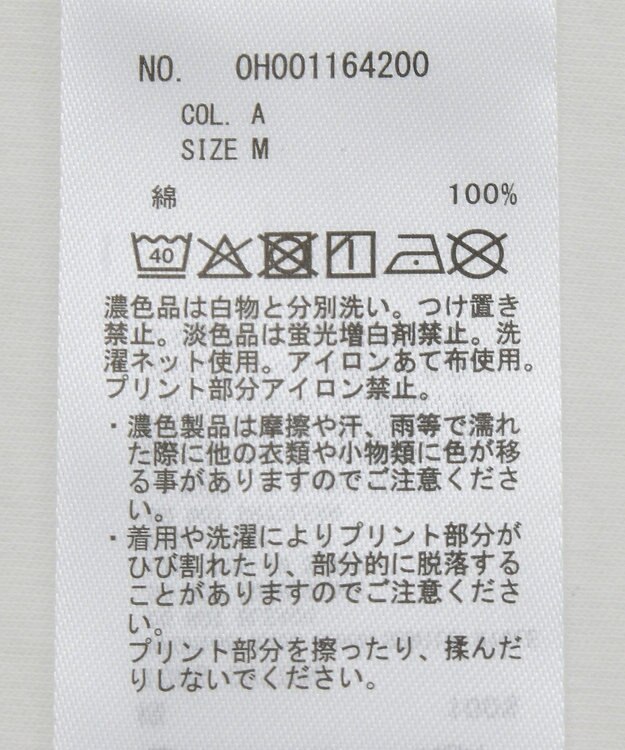 NO. OH001164200
COL. A
SIZE M
綿 100%
40
濃色品は白物と分別洗い。つけ置き
禁止。淡色品は蛍光増白剤禁止。洗
濯ネット使用。アイロンあて布使用。
プリント部分アイロン禁止。
・濃色製品は摩擦や汗、雨等で濡れ
た際に他の衣類や小物類に色が移
る事がありますのでご注意くださ
い。
・着用や洗濯によりプリント部分が
ひび割れたり、部分的に脱落する
ことがありますのでご注意くださ
い。
プリント部分を擦ったり、揉んだ
りしないでください。